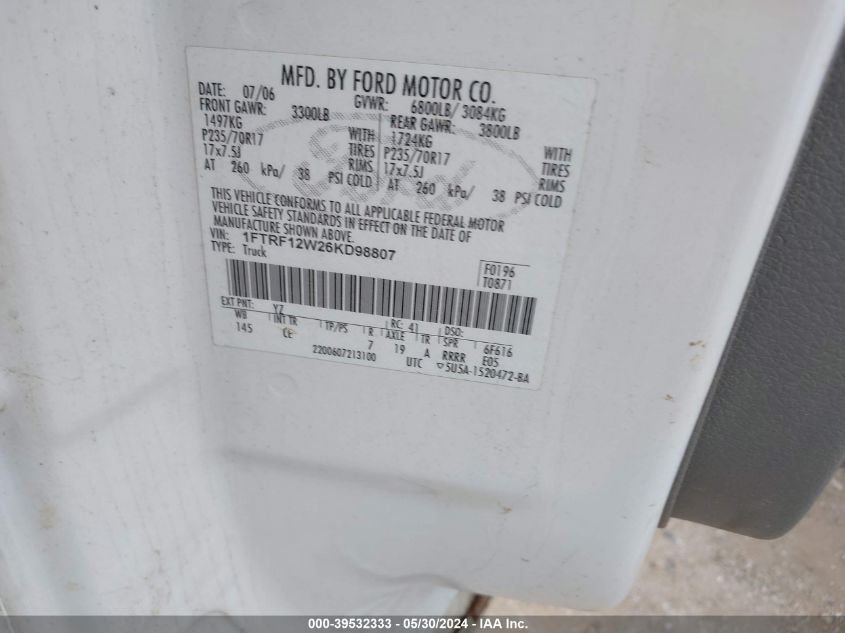 MFD. BY FORD MOTOR CO.
DATE: 07/06 GVWR: 6800LB/ 3084KG
FRONT GAWR: 3300LB REAR GAWR: 3800LB
1497KG WITH 1724KG WITH
P235/70R17 TIRES P235/70R17 TIRES
17x7.5J RIMS 17x7.5J RIMS
AT 260 kPa/ 38 PSI COLD AT 260 kPa/ 38 PSI COLD
THIS VEHICLE CONFORMS TO ALL APPLICABLE FEDERAL MOTOR
VEHICLE SAFETY STANDARDS IN EFFECT ON THE DATE OF
MANUFACTURE SHOWN ABOVE.
VIN: 1FTRF12W26KD98807
TYPE: Truck
F0196
T0871
EXT PNT: YZ RC: 41 DSO:
WB INT TR TP/PS R AXLE TR SPR 6F616
145 CE 7 19 A RRRR E05
2200607213100 UTC ▽5U5A-1520472-BA
000-39532333 - 05/30/2024 - IAA Inc.